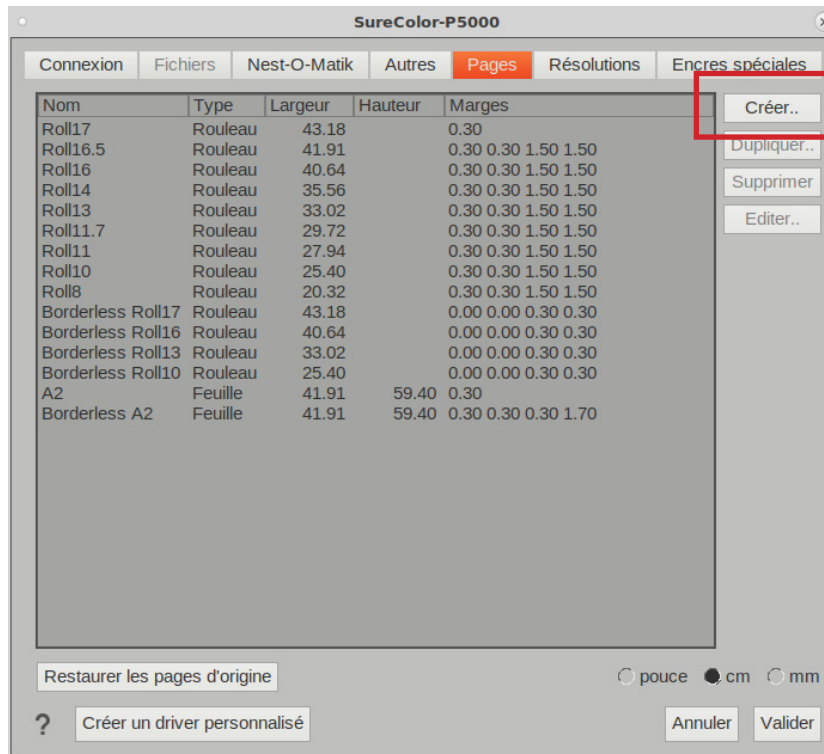 SureColor-P5000
Connexion Fichiers Nest-O-Matik Autres Pages Résolutions Encres spéciales
Nom Type Largeur Hauteur Marges
Créer..
Roll17 Rouleau 43.18 0.30
Roll16.5 Rouleau 41.91 0.30 0.30 1.50 1.50
Dupliquer..
Roll16 Rouleau 40.64 0.30 0.30 1.50 1.50
Roll14 Rouleau 35.56 0.30 0.30 1.50 1.50
Supprimer
Roll13 Rouleau 33.02 0.30 0.30 1.50 1.50
Roll11.7 Rouleau 29.72 0.30 0.30 1.50 1.50
Editer..
Roll11 Rouleau 27.94 0.30 0.30 1.50 1.50
Roll10 Rouleau 25.40 0.30 0.30 1.50 1.50
Roll8 Rouleau 20.32 0.30 0.30 1.50 1.50
Borderless Roll17 Rouleau 43.18 0.00 0.00 0.30 0.30
Borderless Roll16 Rouleau 40.64 0.00 0.00 0.30 0.30
Borderless Roll13 Rouleau 33.02 0.00 0.00 0.30 0.30
Borderless Roll10 Rouleau 25.40 0.00 0.00 0.30 0.30
A2 Feuille 41.91 59.40 0.30
Borderless A2 Feuille 41.91 59.40 0.30 0.30 0.30 1.70
Restaurer les pages d'origine pouce cm mm
? Créer un driver personnalisé Annuler Valider